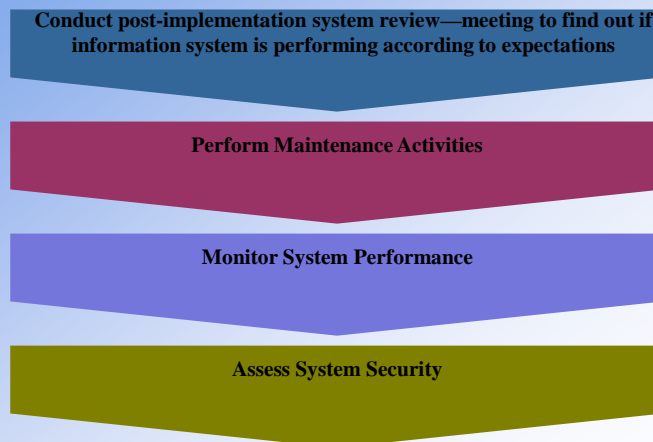 Conduct post-implementation system review—meeting to find out if
information system is performing according to expectations
Perform Maintenance Activities
Monitor System Performance
Assess System Security